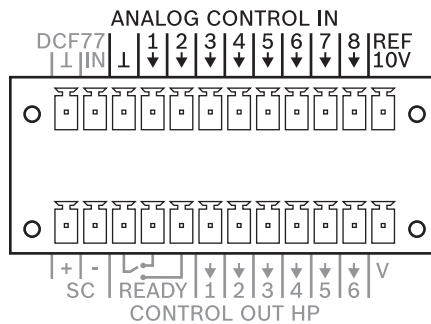 ANALOG CONTROL IN
DCF77 1 2 3 4 5 6 7 8 REF
⊥ IN ⊥ 10V
+ - 1 2 3 4 5 6 V
SC READY
CONTROL OUT HP